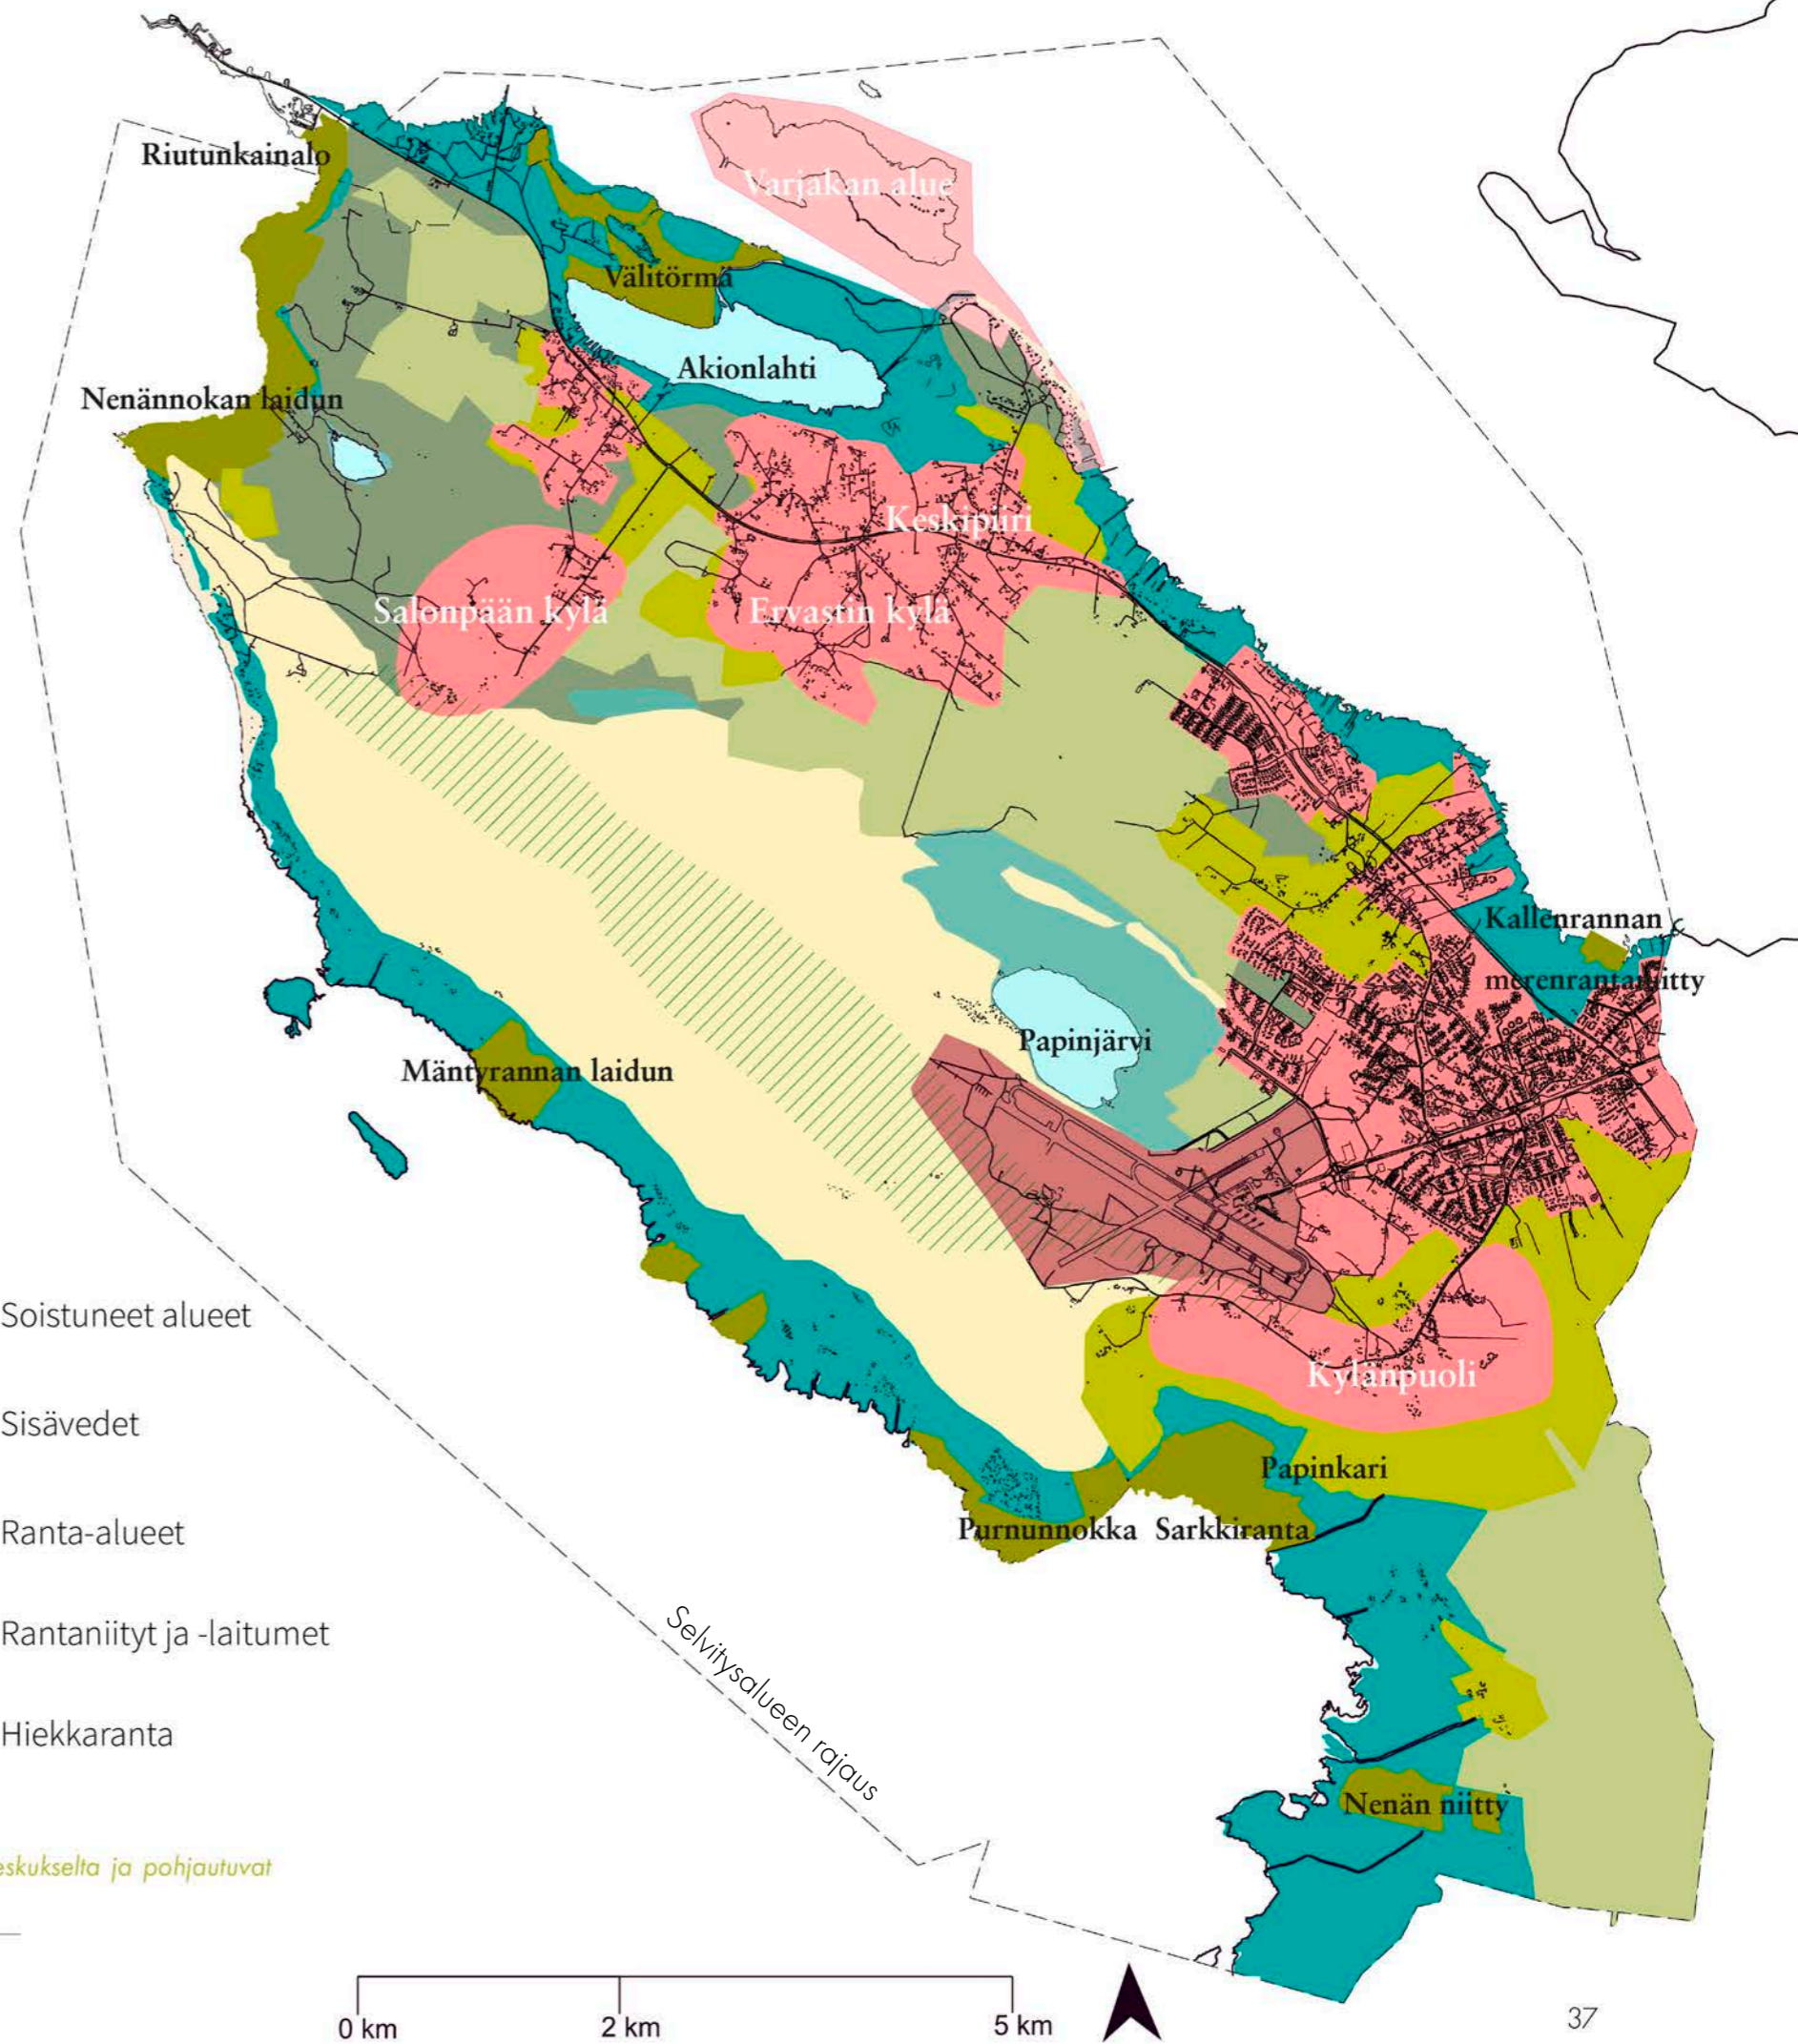 Riutunkainalo
Varjakan alue
Välitörmä
Akionlahti
Nenännokan laidun
Keskipiiri
Salonpään kylä
Ervastin kylä
Kallenrannan
merenrantaniitty
Papinjärvi
Mäntyrannan laidun
Soistuneet alueet
Kylänpuoli
Sisävedet
Papinkari
Ranta-alueet
Purnunnokka
Sarkkiranta
Rantaniityt ja -laitumet
Selvitysalueen rajaus
Hiekkaranta
Nenän niitty
eskukselta ja pohjautuvat
0 km
2 km
5 km
37